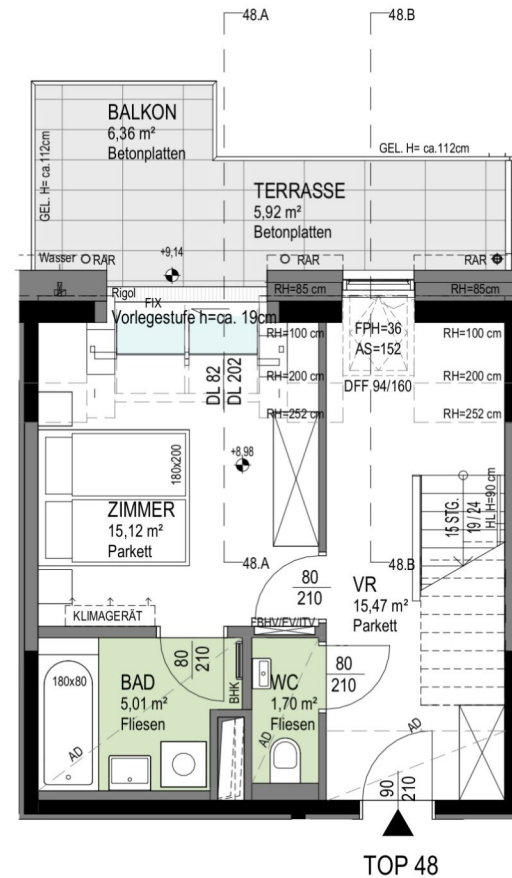 48.A
48.B
BALKON
6,36 m²
Betonplatten
GEL. H= ca.112cm
GEL. H= ca.112cm
TERRASSE
5,92 m²
Betonplatten
+9,14
Wasser
RAR
RAR
RAR
Rigol
FIX
RH=85 cm
RH=85cm
Vorlegestufe h=ca. 19cm
RH=100 cm
FPH=36
AS=152
RH=100 cm
RH=200 cm
RH=200 cm
DL 82
DL 202
DFF 94/160
RH=252 cm
RH=252 cm
180x200
+8,98
ZIMMER
15,12 m²
Parkett
15 STG.
19 / 24
HL H=90 cm
48.A
48.B
80
210
VR
15,47 m²
Parkett
KLIMAGERÄT
FBHV/EV/ITV
80
210
80
210
180x80
BAD
5,01 m²
Fliesen
BHK
WC
1,70 m²
Fliesen
AD
AD
AD
90
210
TOP 48